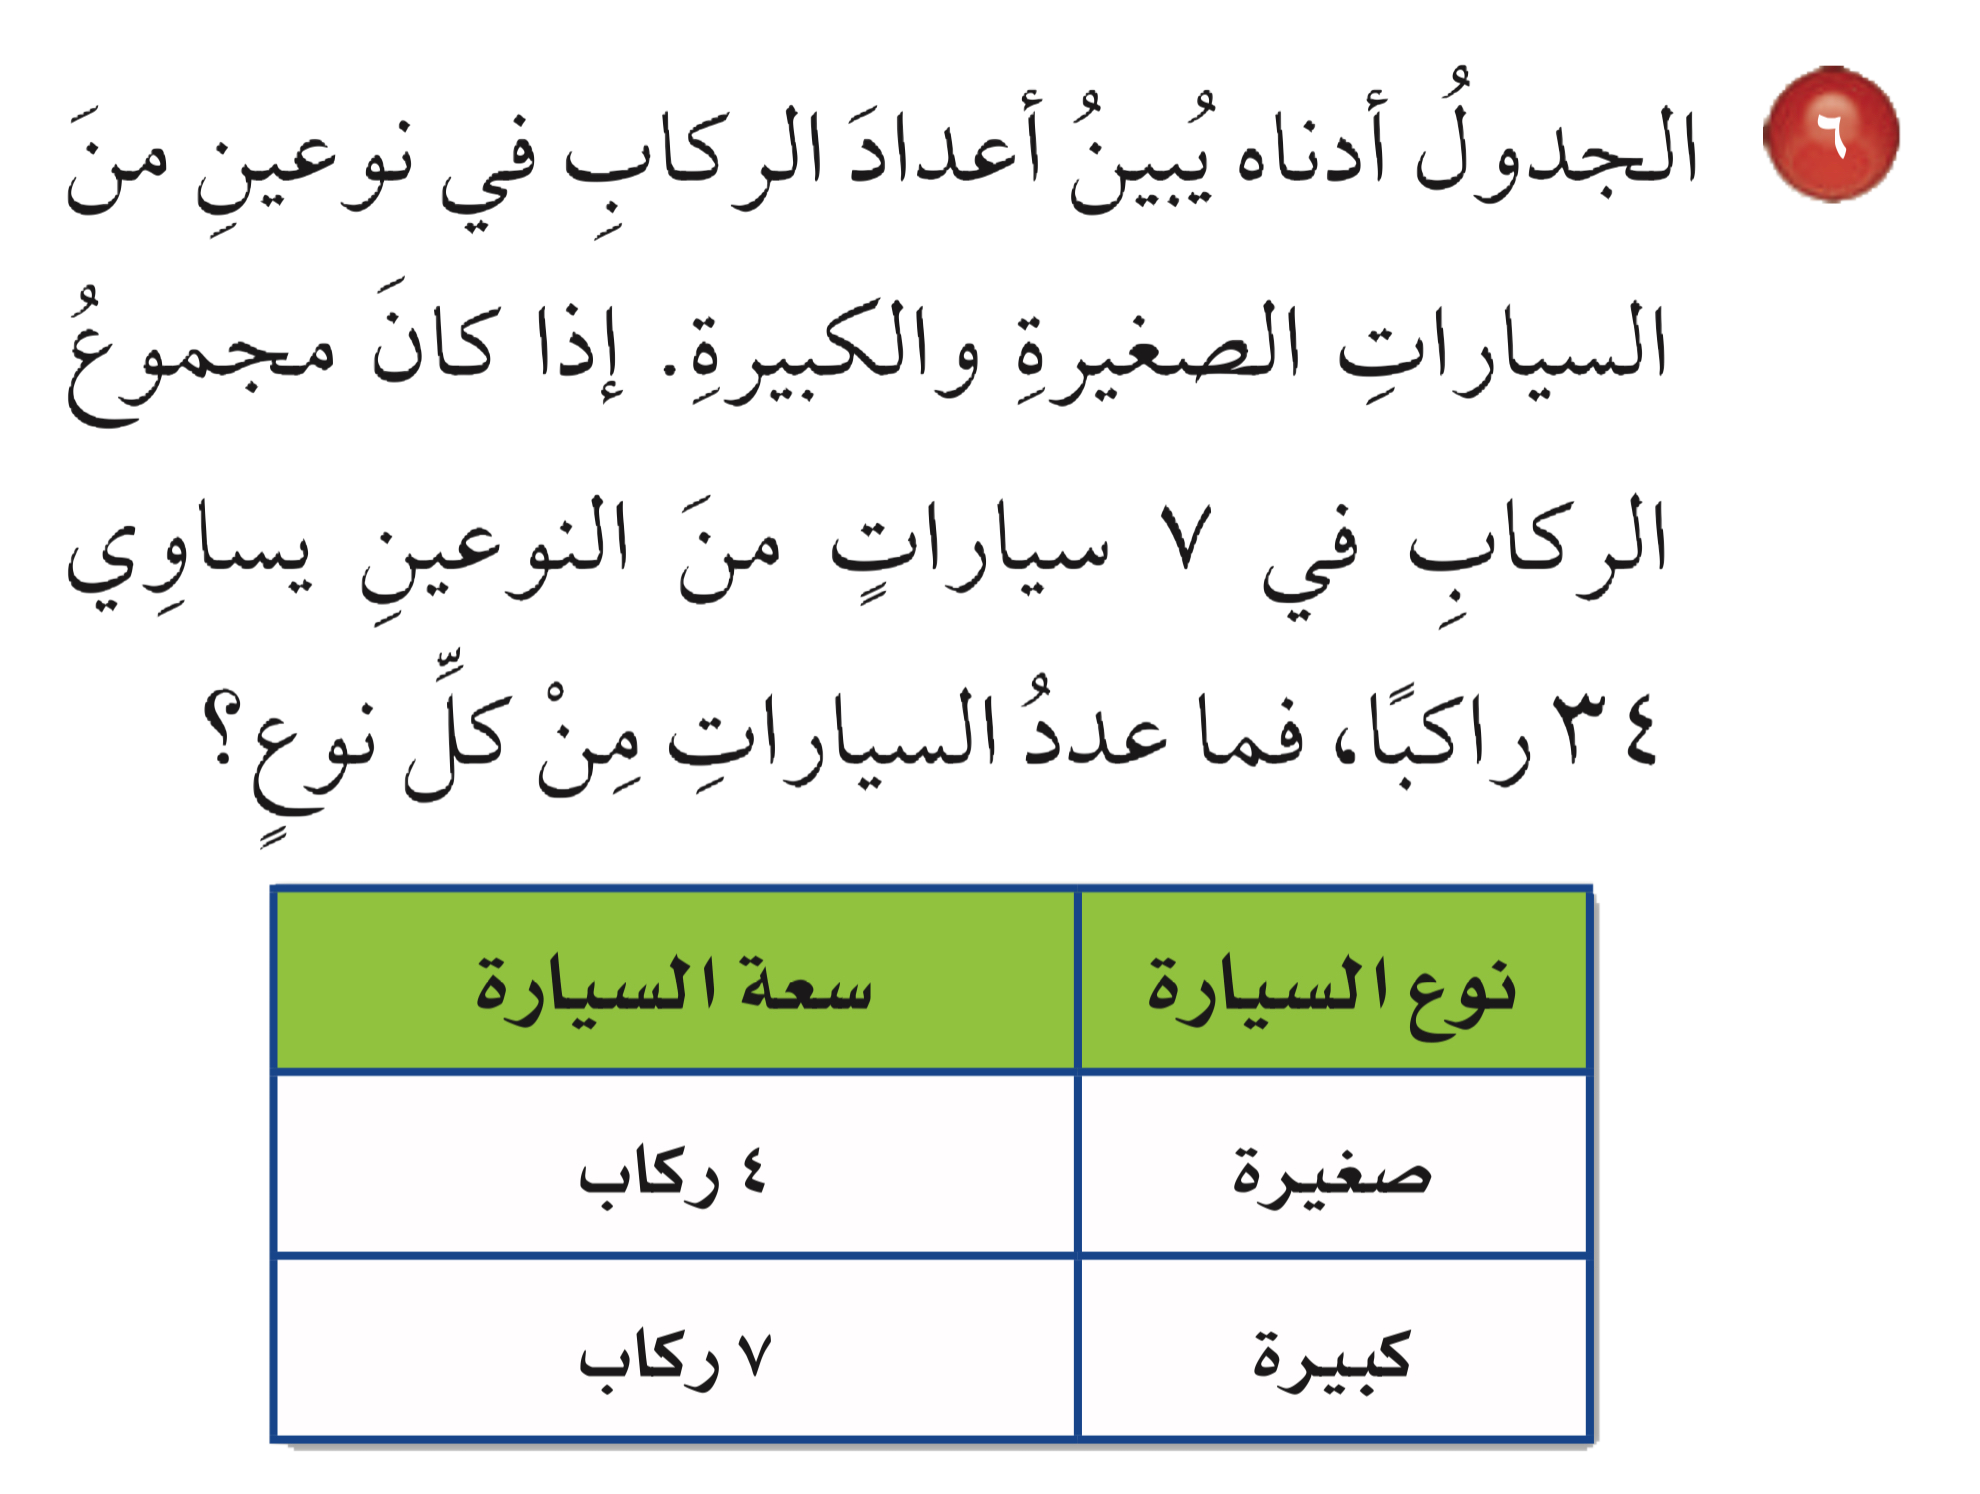 ٦ الجدولُ أدناه يُبينُ أعدادَ الركابِ في نوعينِ منَ
السياراتِ الصغيرةِ والكبيرةِ. إذا كانَ مجموعُ
الركابِ في ٧ سياراتٍ منَ النوعينِ يساوِي
٣٤ راكبًا، فما عددُ السياراتِ مِنْ كلِّ نوعٍ؟
نوع السيارة سعة السيارة
صغيرة ٤ ركاب
كبيرة ٧ ركاب